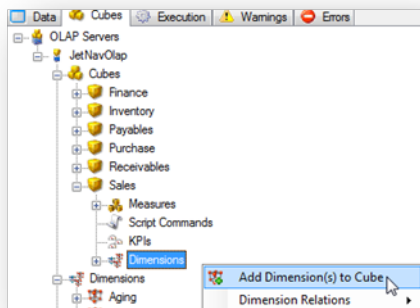 Data Cubes Execution Warnings Errors
OLAP Servers
JetNavOlap
Cubes
Finance
Inventory
Payables
Purchase
Receivables
Sales
Measures
Script Commands
KPIs
Dimensions
Add Dimension(s) to Cube
Dimensions
Dimension Relations
Aging